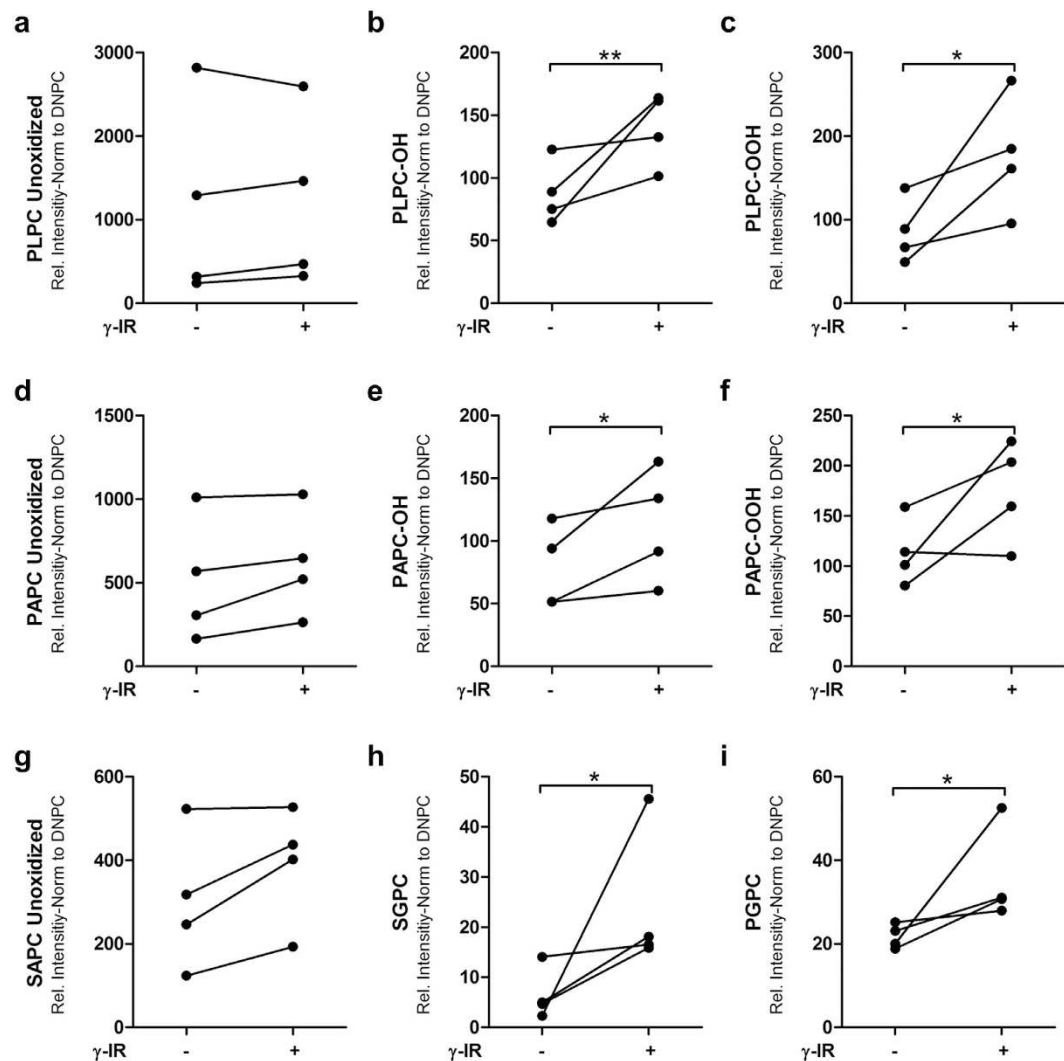 a
PLPC Unoxidized
Rel. Intensitiy-Norm to DNPC
3000
2000
1000
0
γ-IR - +
b
PLPC-OH
Rel. Intensitiy-Norm to DNPC
200
150
100
50
0
**
γ-IR - +
c
PLPC-OOH
Rel. Intensitiy-Norm to DNPC
300
200
100
0
*
γ-IR - +
d
PAPC Unoxidized
Rel. Intensitiy-Norm to DNPC
1500
1000
500
0
γ-IR - +
e
PAPC-OH
Rel. Intensitiy-Norm to DNPC
200
150
100
50
0
*
γ-IR - +
f
PAPC-OOH
Rel. Intensitiy-Norm to DNPC
250
200
150
100
50
0
*
γ-IR - +
g
SAPC Unoxidized
Rel. Intensitiy-Norm to DNPC
600
400
200
0
γ-IR - +
h
SGPC
Rel. Intensitiy-Norm to DNPC
50
40
30
20
10
0
*
γ-IR - +
i
PGPC
Rel. Intensitiy-Norm to DNPC
60
40
20
0
*
γ-IR - +